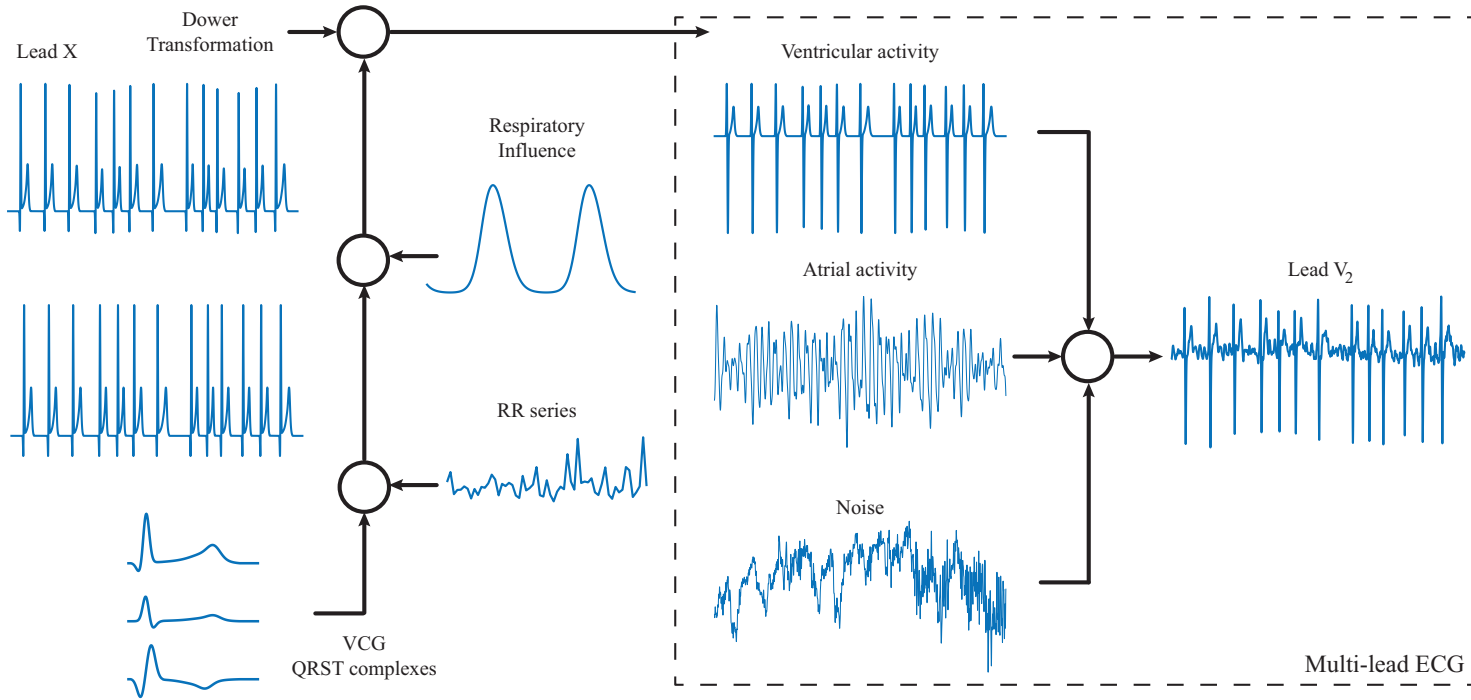 Dower
Transformation
Lead X
Respiratory
Influence
RR series
VCG
QRST complexes
Ventricular activity
Atrial activity
Noise
Lead V2
Multi-lead ECG